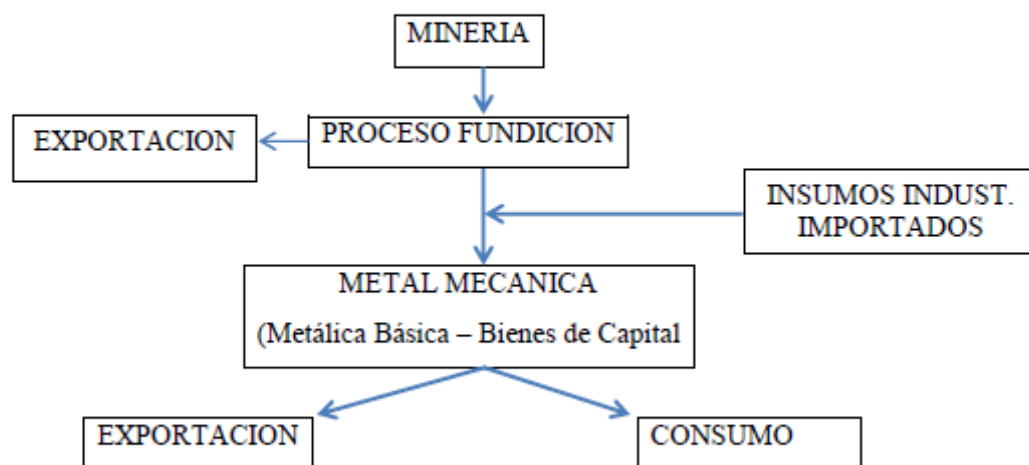 MINERIA
EXPORTACION
PROCESO FUNDICION
INSUMOS INDUST.
IMPORTADOS
METAL MECANICA
(Metálica Básica – Bienes de Capital
EXPORTACION
CONSUMO